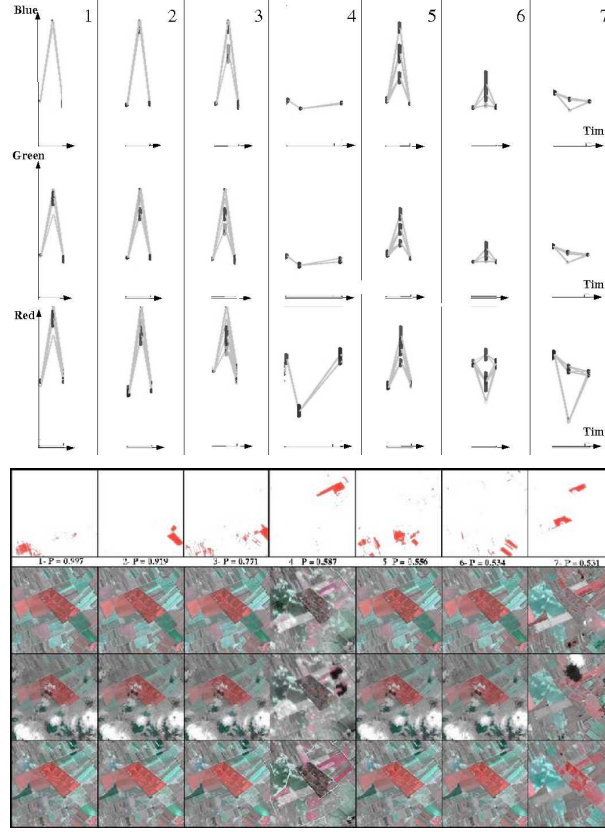 Blue 1 2 3 4 5 6 7
Tim
Green
Tim
Red
Tim
1- P = 0.997 2- P = 0.919 3- P = 0.771 4 P = 0.587 5 P = 0.556 6- P = 0.534 7. P = 0.531